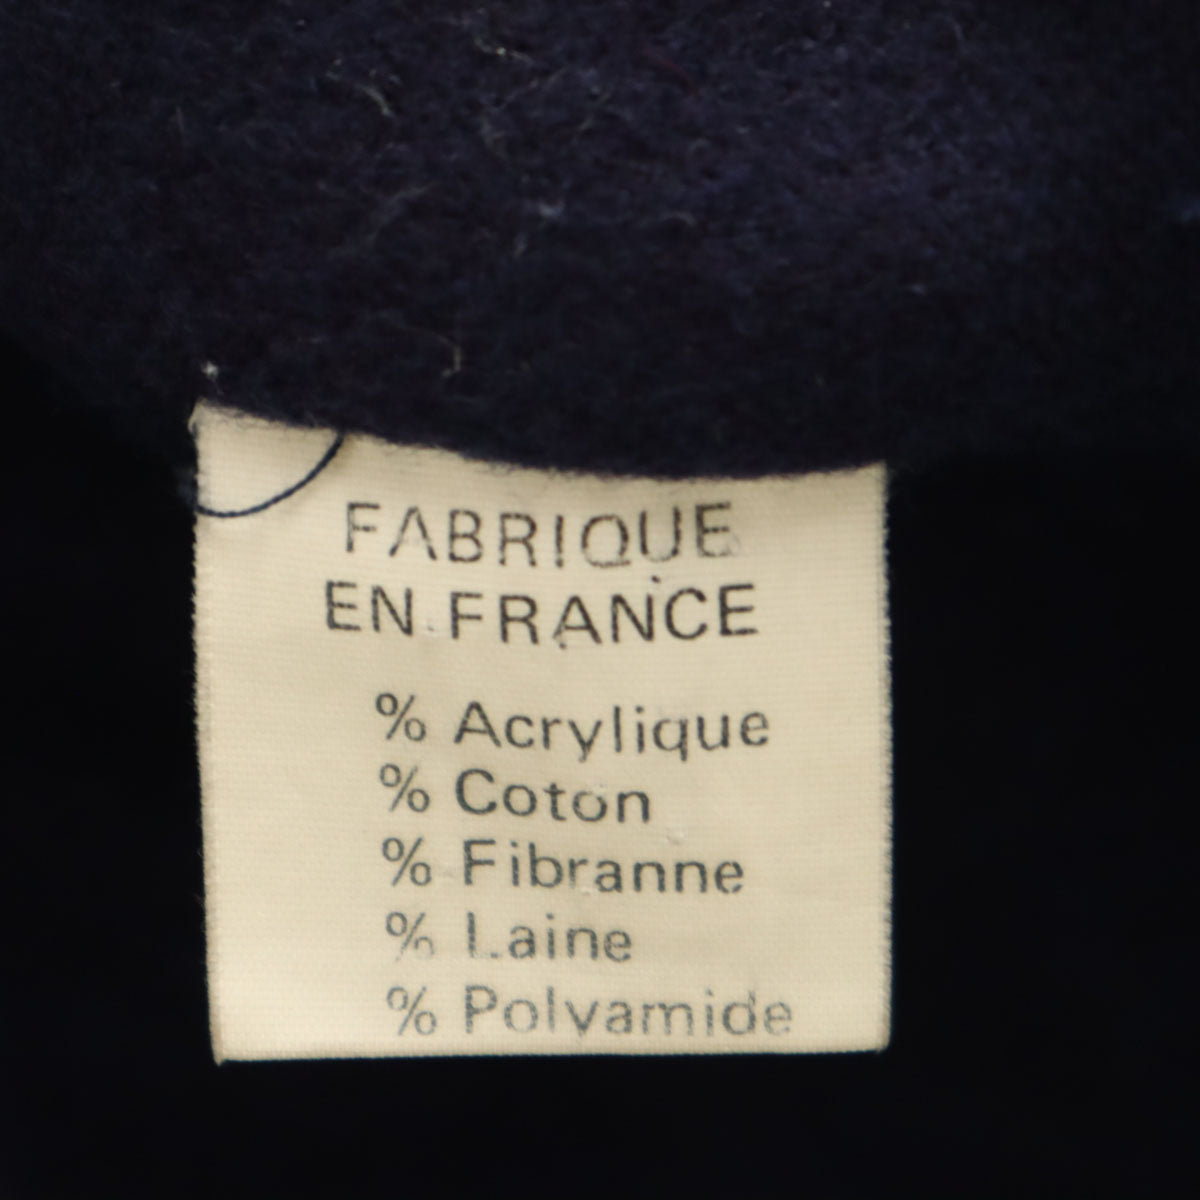 FABRIQUE
EN FRANCE
% Acrylique
% Coton
% Fibranne
% Laine
% Polyamide